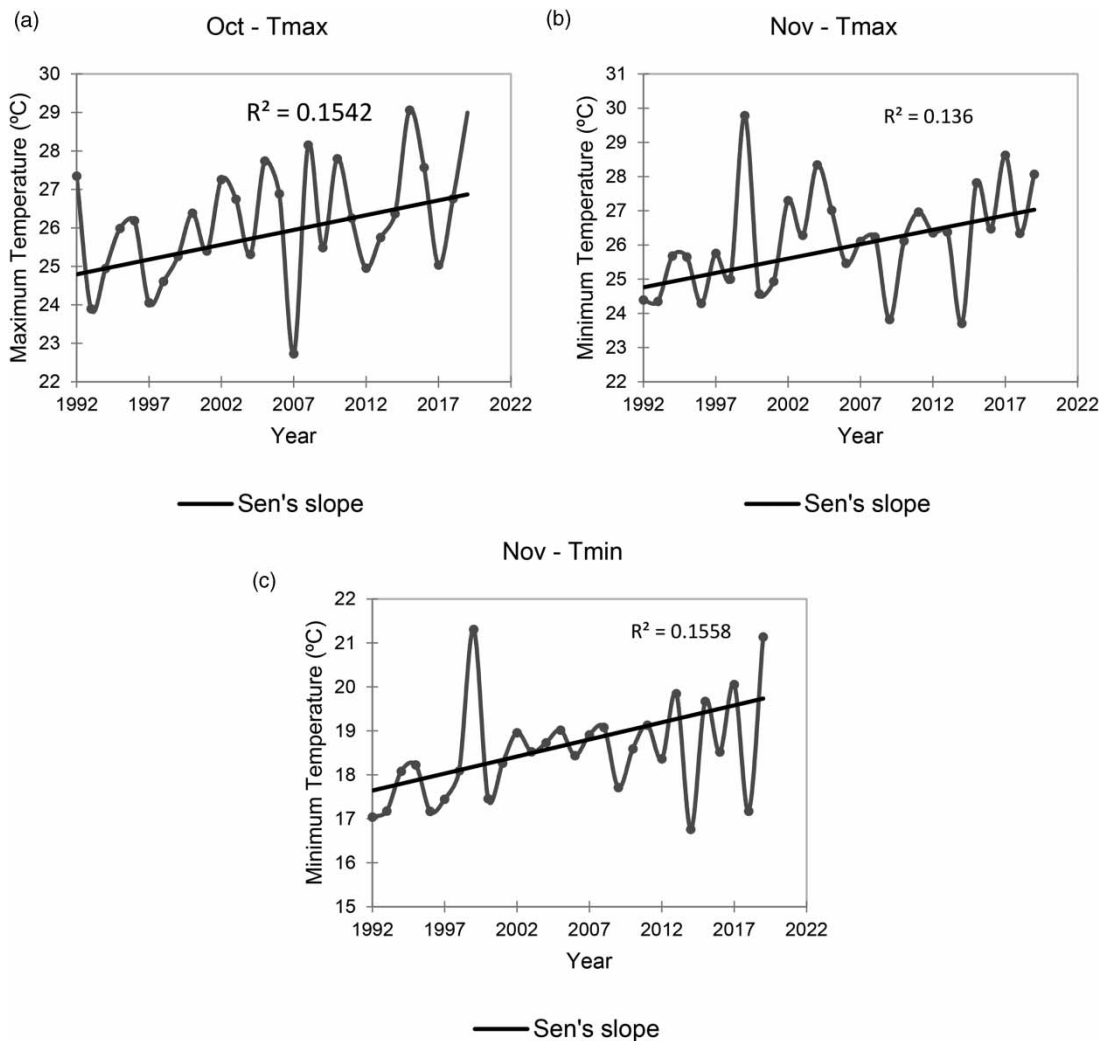 (a)
Oct - Tmax
R² = 0.1542
Maximum Temperature (ºC)
30
29
28
27
26
25
24
23
22
1992 1997 2002 2007 2012 2017 2022
Year
Sen's slope
(b)
Nov - Tmax
R² = 0.136
Minimum Temperature (ºC)
31
30
29
28
27
26
25
24
23
22
1992 1997 2002 2007 2012 2017 2022
Year
Sen's slope
(c)
Nov - Tmin
R² = 0.1558
Minimum Temperature (ºC)
22
21
20
19
18
17
16
15
1992 1997 2002 2007 2012 2017 2022
Year
Sen's slope